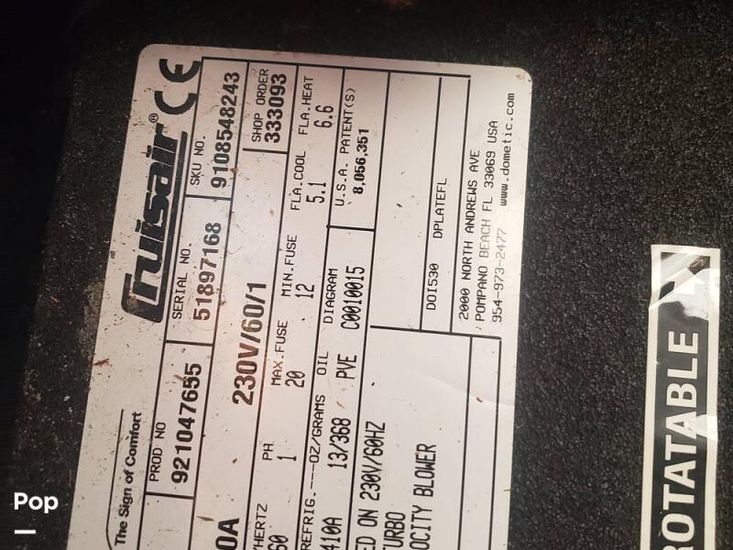 The Sign of Comfort
Cruisair® CE
PROD NO SERIAL NO. SKU NO.
921047655 51897168 9108548243
0A 230V/60/1 SHOP ORDER
333093
/HERTZ PH MAX.FUSE MIN.FUSE FLA.COOL FLA.HEAT
60 1 20 12 5.1 6.6
REFRIG.---OZ/GRAMS OIL DIAGRAM U.S.A. PATENT(S)
410A 13/368 PVE C0010015 8,056,351
ED ON 230V/60HZ
TURBO
OCITY BLOWER
DOI530 DPLATEFL
2000 NORTH ANDREWS AVE
POMPANO BEACH FL 33069 USA
954-973-2477 www.dometic.com
ROTATABLE
Pop